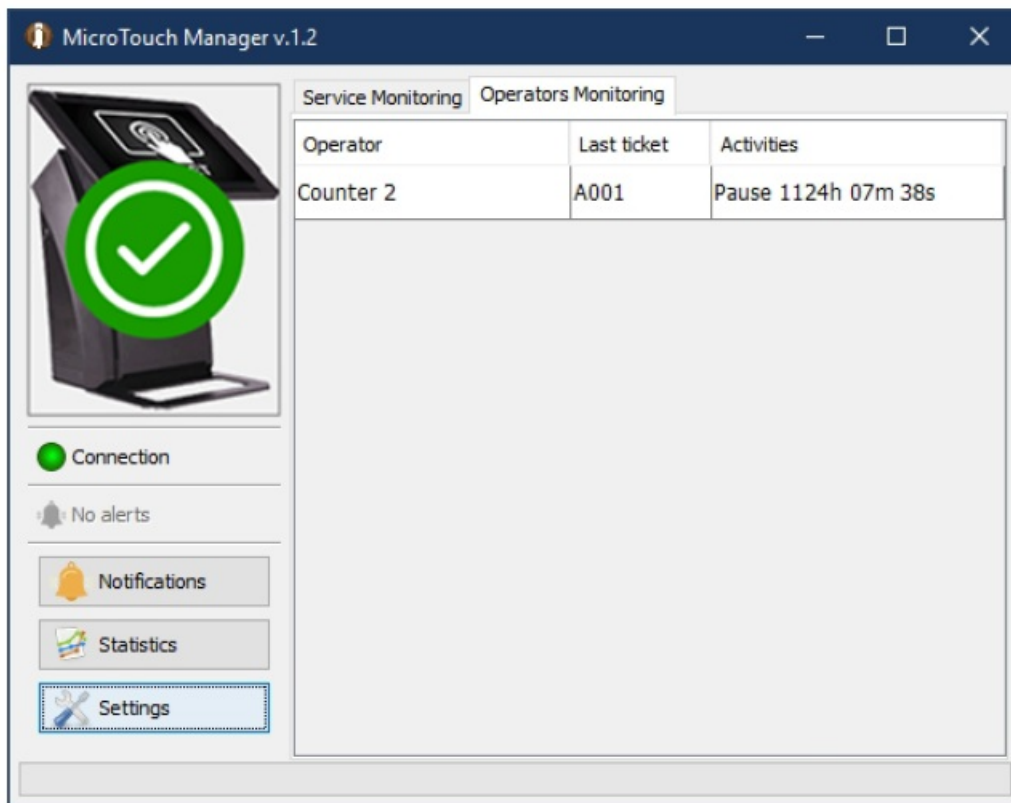 MicroTouch Manager v.1.2
Service Monitoring Operators Monitoring
Operator Last ticket Activities
Counter 2 A001 Pause 1124h 07m 38s
Connection
No alerts
Notifications
Statistics
Settings